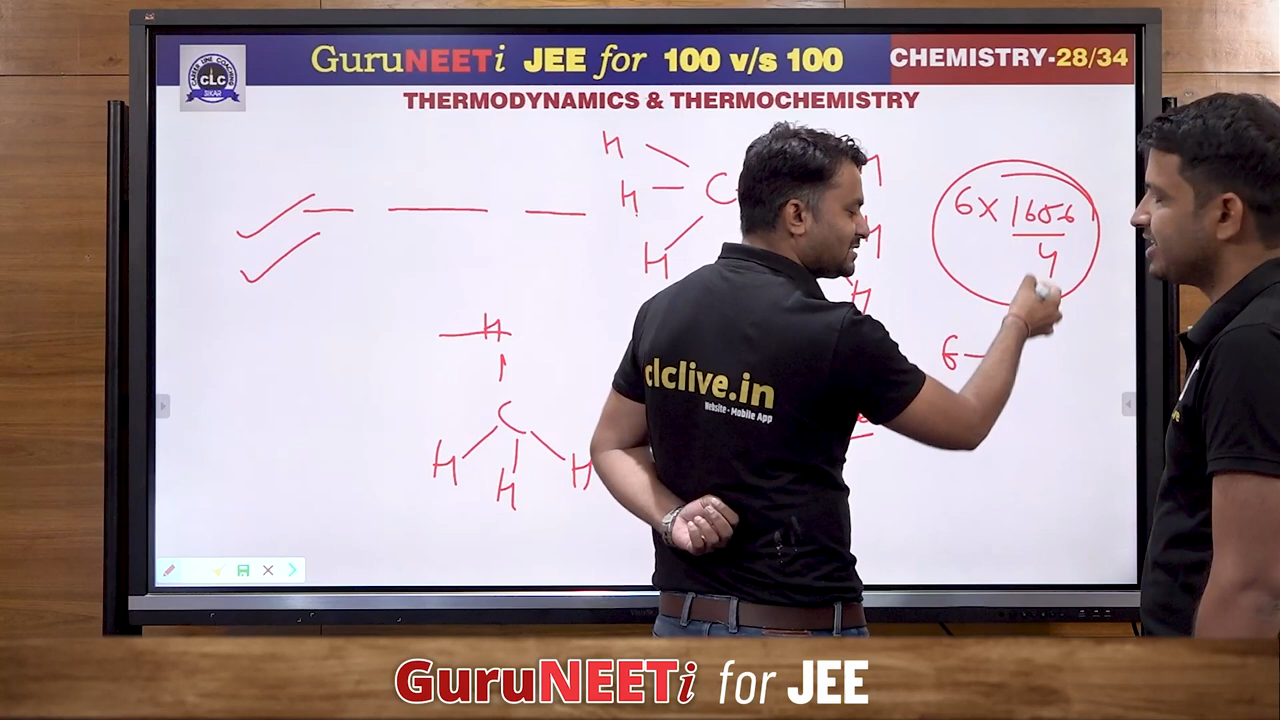 GuruNEETi JEE for 100 v/s 100
CHEMISTRY-28/34
CLC
SIKAR
THERMODYNAMICS & THERMOCHEMISTRY
H
H
C
H
H
H
H
6 x 1656
4
6-
H
C
H
H
H
clclive.in
Website - Mobile App
GuruNEETi for JEE